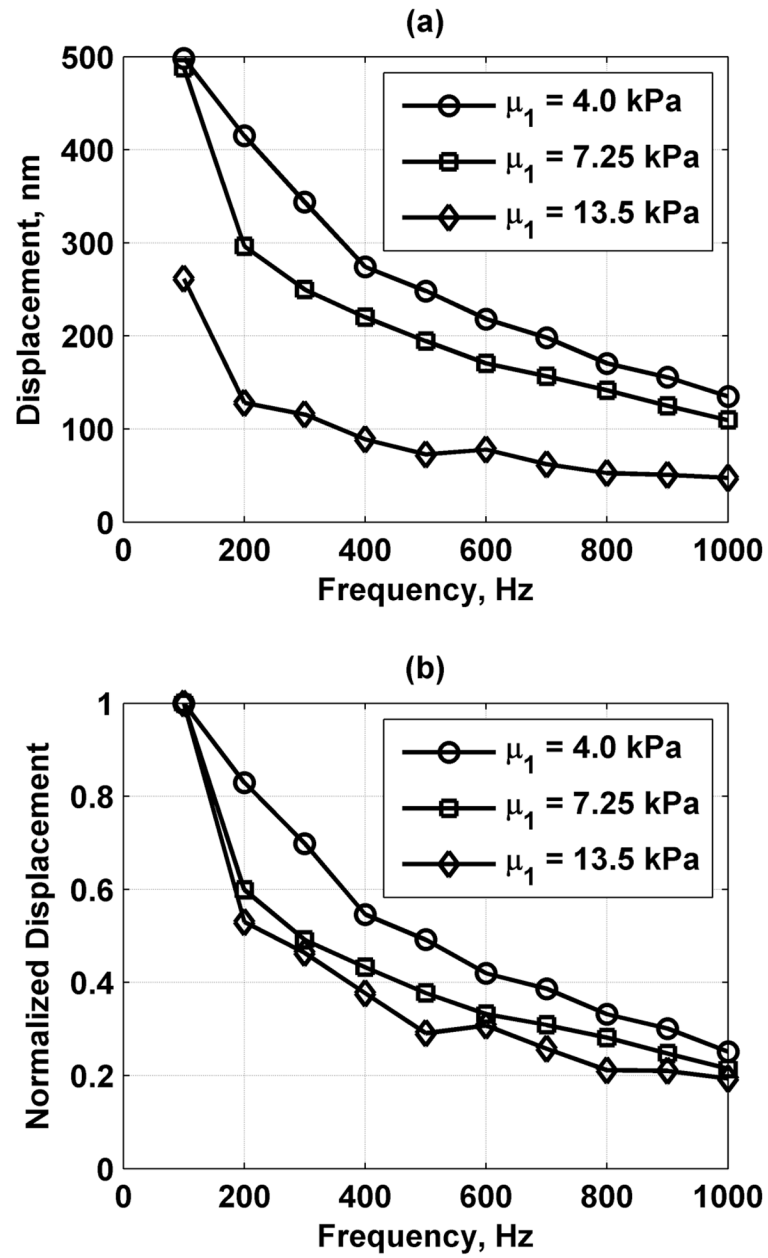 (a)
500
400
300
200
100
0
Displacement, nm
μ1 = 4.0 kPa
μ1 = 7.25 kPa
μ1 = 13.5 kPa
0 200 400 600 800 1000
Frequency, Hz
(b)
1
0.8
0.6
0.4
0.2
0
Normalized Displacement
μ1 = 4.0 kPa
μ1 = 7.25 kPa
μ1 = 13.5 kPa
0 200 400 600 800 1000
Frequency, Hz